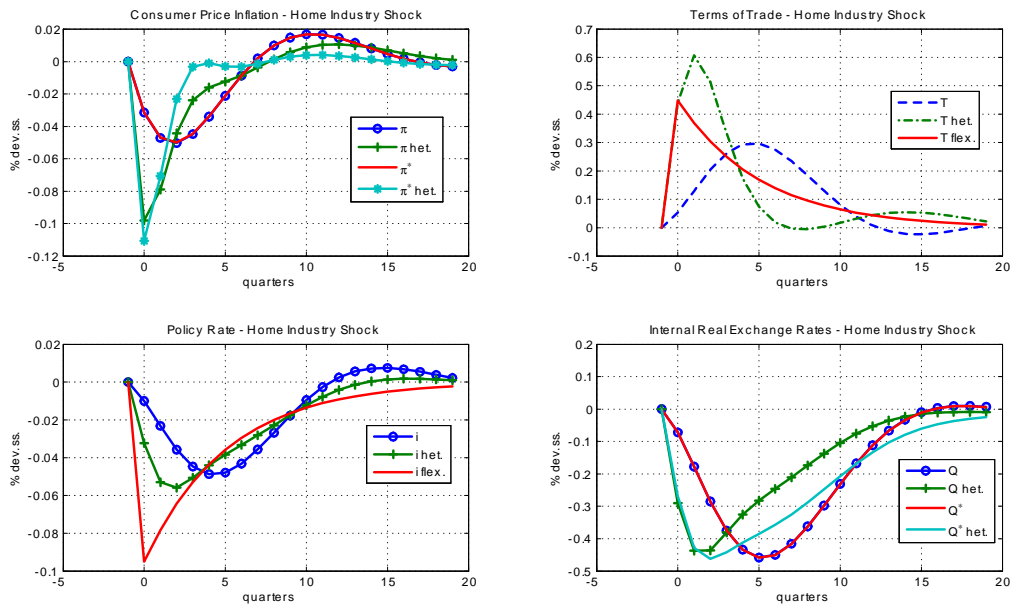 Consumer Price Inflation - Home Industry Shock
0.02
0
-0.02
-0.04
-0.06
-0.08
-0.1
-0.12
% dev. ss.
-5 0 5 10 15 20
quarters
π
π het.
π*
π* het.
Terms of Trade - Home Industry Shock
0.7
0.6
0.5
0.4
0.3
0.2
0.1
0
-0.1
% dev. ss.
-5 0 5 10 15 20
quarters
T
T het.
T flex.
Policy Rate - Home Industry Shock
0.02
0
-0.02
-0.04
-0.06
-0.08
-0.1
% dev. ss.
-5 0 5 10 15 20
quarters
i
i het.
i flex.
Internal Real Exchange Rates - Home Industry Shock
0.2
0.1
0
-0.1
-0.2
-0.3
-0.4
-0.5
% dev. ss.
-5 0 5 10 15 20
quarters
Q
Q het.
Q*
Q* het.